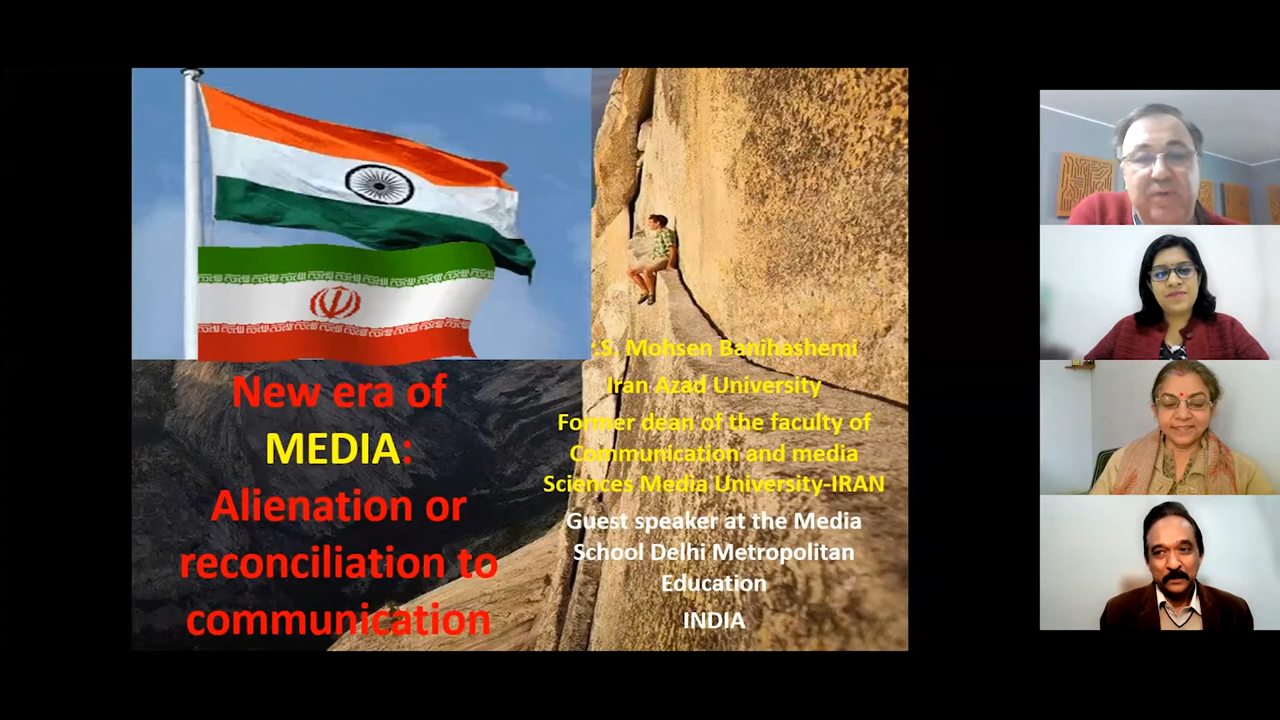 New era of
MEDIA:
Alienation or
reconciliation to
communication
.S. Mohsen Banihashemi
Iran Azad University
Former dean of the faculty of
Communication and media
Sciences Media University-IRAN
Guest speaker at the Media
School Delhi Metropolitan
Education
INDIA